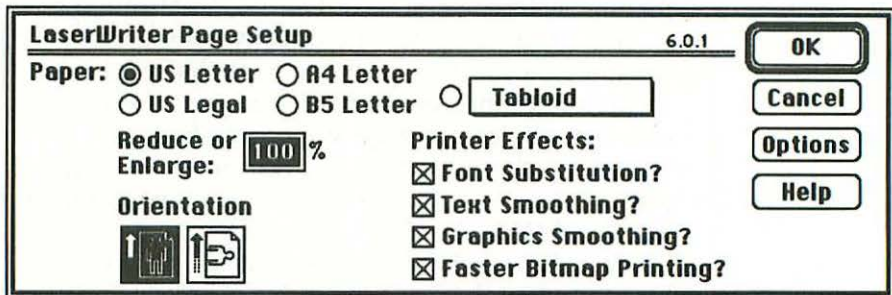 LaserWriter Page Setup 6.0.1
OK
Paper: US Letter A4 Letter
US Legal B5 Letter Tabloid
Cancel
Reduce or Enlarge: 100 %
Printer Effects:
Options
Font Substitution?
Help
Orientation
Text Smoothing?
Graphics Smoothing?
Faster Bitmap Printing?